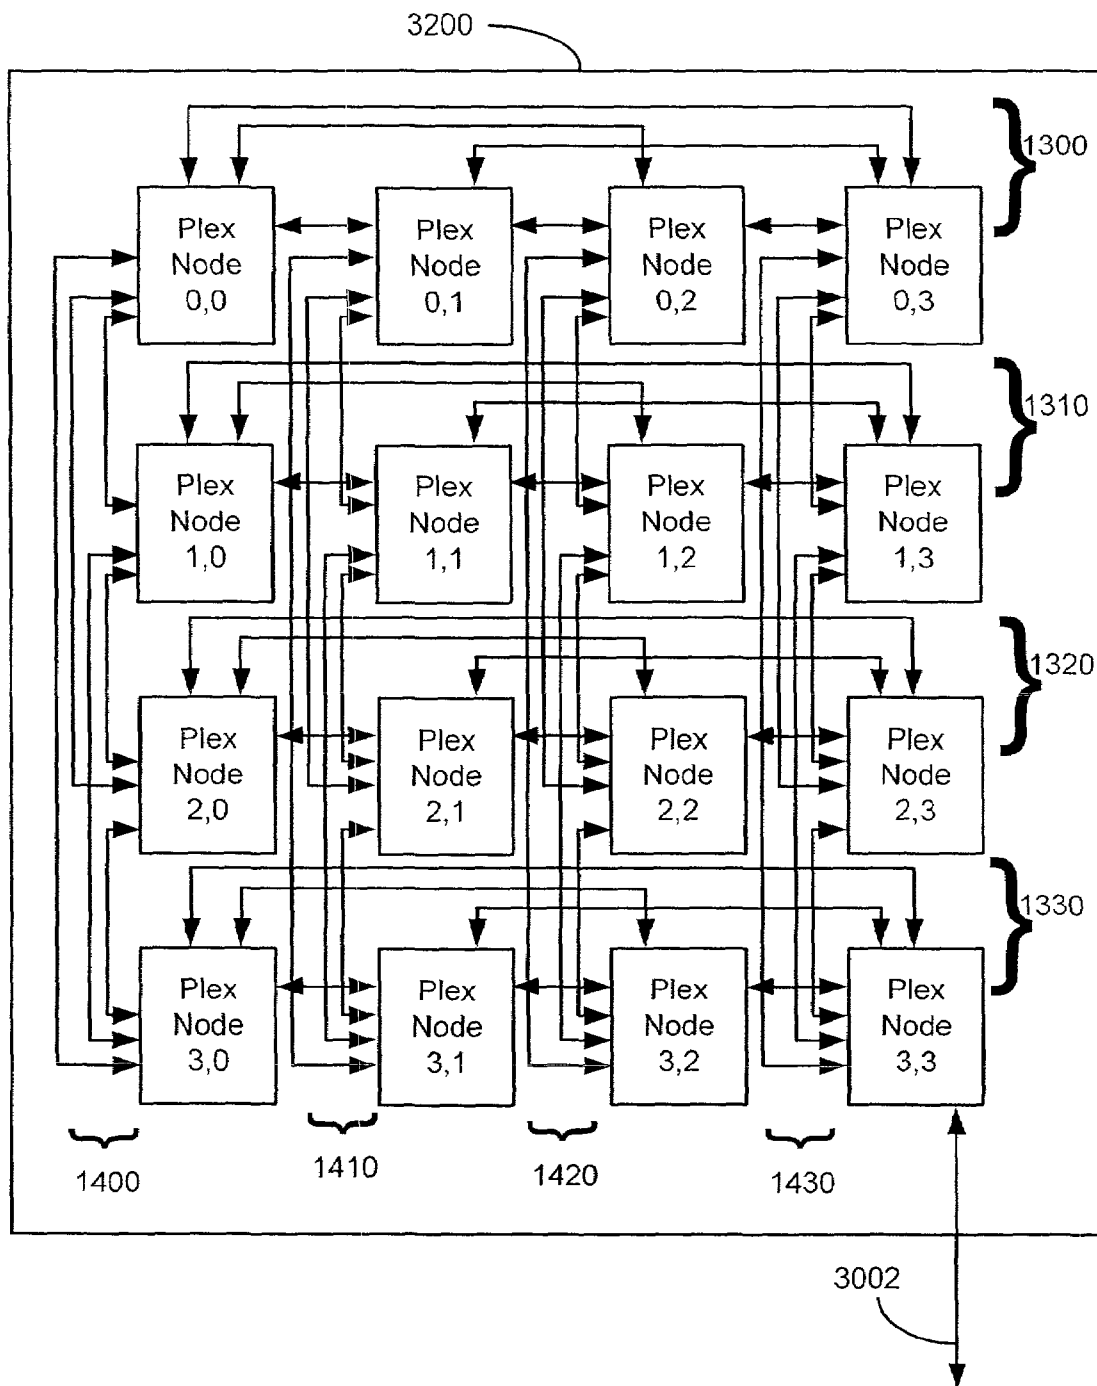 3200
1300
Plex
Node
0,0
Plex
Node
0,1
Plex
Node
0,2
Plex
Node
0,3
1310
Plex
Node
1,0
Plex
Node
1,1
Plex
Node
1,2
Plex
Node
1,3
1320
Plex
Node
2,0
Plex
Node
2,1
Plex
Node
2,2
Plex
Node
2,3
1330
Plex
Node
3,0
Plex
Node
3,1
Plex
Node
3,2
Plex
Node
3,3
1400
1410
1420
1430
3002